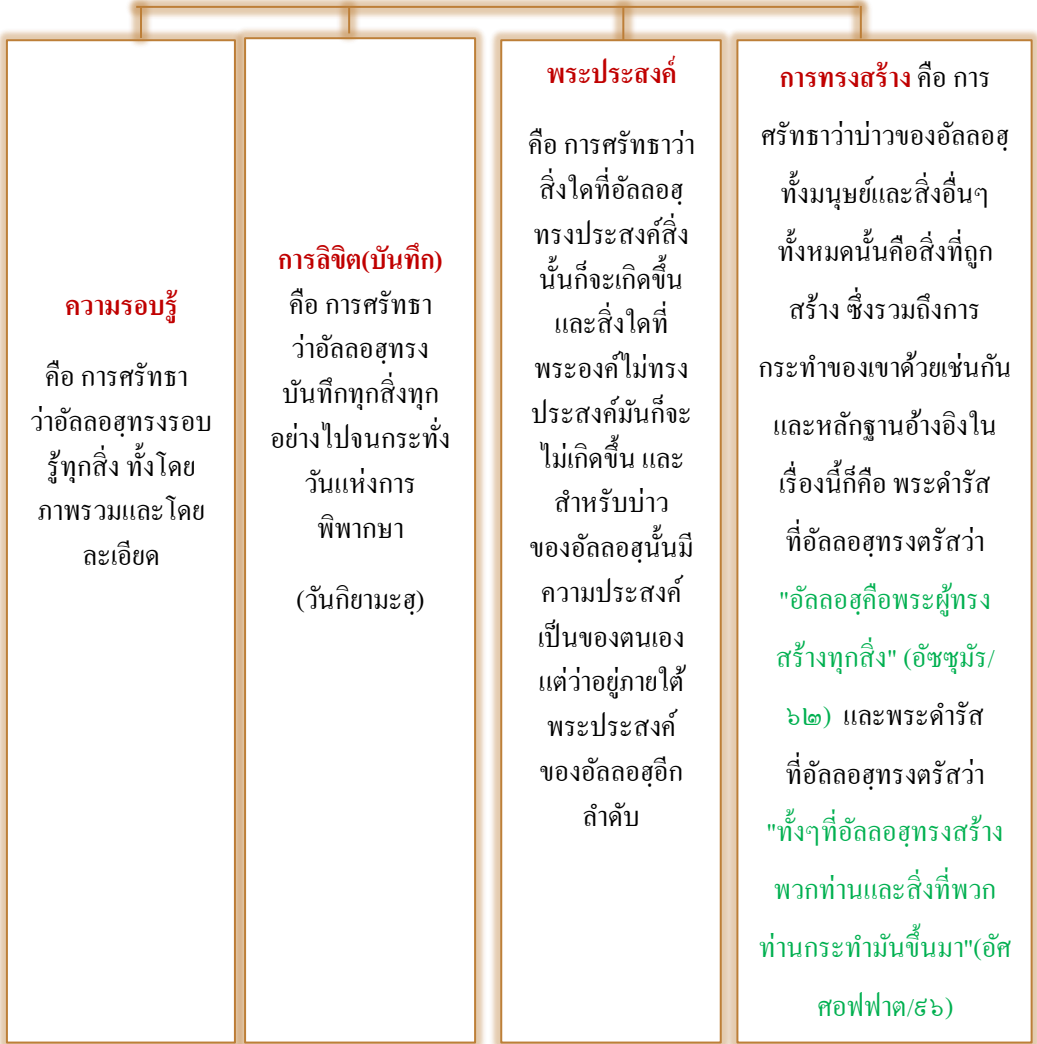 ความรอบรู้
คือ การศรัทธา
ว่าอัลลอฮฺทรงรอบ
รู้ทุกสิ่ง ทั้งโดย
ภาพรวมและโดย
ละเอียด
การลิขิต(บันทึก)
คือ การศรัทธา
ว่าอัลลอฮฺทรง
บันทึกทุกสิ่งทุก
อย่างไปจนกระทั่ง
วันแห่งการ
พิพากษา
(วันกิยามะฮฺ)
พระประสงค์
คือ การศรัทธาว่า
สิ่งใดที่อัลลอฮฺ
ทรงประสงค์สิ่ง
นั้นก็จะเกิดขึ้น
และสิ่งใดที่
พระองค์ไม่ทรง
ประสงค์มันก็จะ
ไม่เกิดขึ้น และ
สำหรับบ่าว
ของอัลลอฮฺนั้นมี
ความประสงค์
เป็นของตนเอง
แต่ว่าอยู่ภายใต้
พระประสงค์
ของอัลลอฮฺอีก
ลำดับ
การทรงสร้าง คือ การ
ศรัทธาว่าบ่าวของอัลลอฮฺ
ทั้งมนุษย์และสิ่งอื่นๆ
ทั้งหมดนั้นคือสิ่งที่ถูก
สร้าง ซึ่งรวมถึงการ
กระทำของเขาด้วยเช่นกัน
และหลักฐานอ้างอิงใน
เรื่องนี้ก็คือ พระดำรัส
ที่อัลลอฮฺทรงตรัสว่า
"อัลลอฮฺคือพระผู้ทรง
สร้างทุกสิ่ง" (อัซซุมัร/
๖๒) และพระดำรัส
ที่อัลลอฮฺทรงตรัสว่า
"ทั้งๆที่อัลลอฮฺทรงสร้าง
พวกท่านและสิ่งที่พวก
ท่านกระทำมันขึ้นมา"(อัศ
ศอฟฟาต/๙๖)